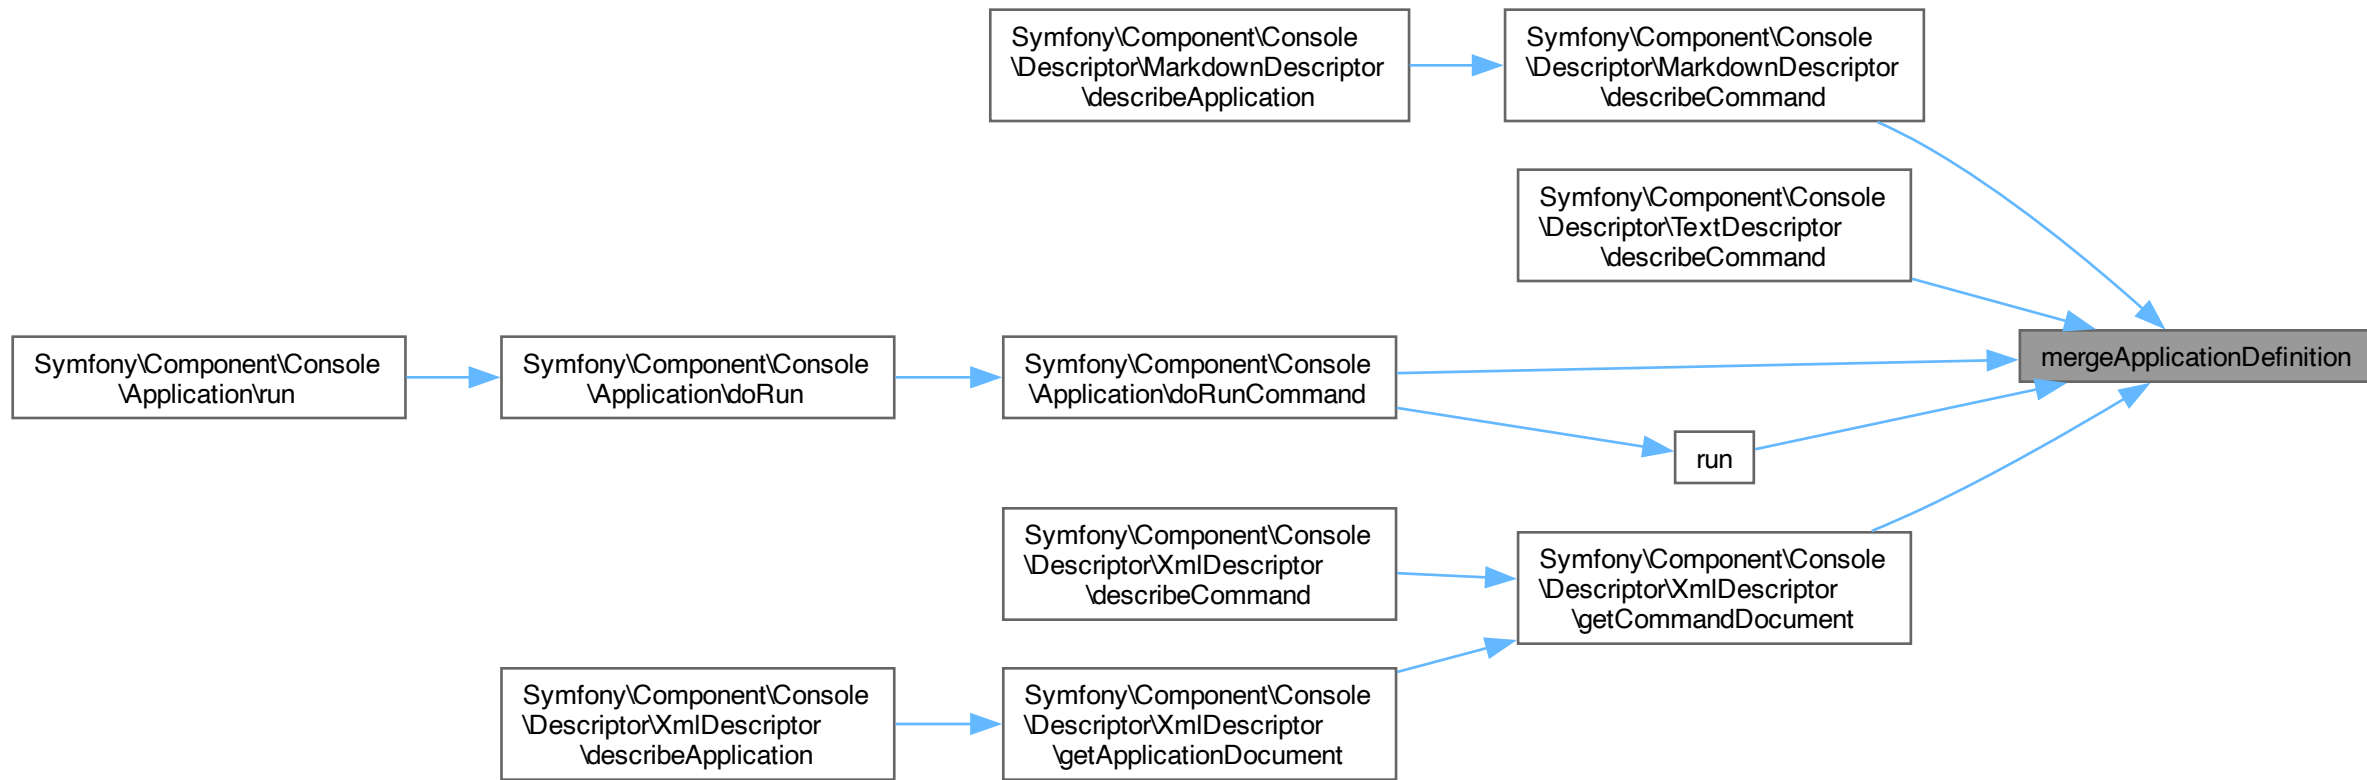 Symfony\Component\Console
\Descriptor\MarkdownDescriptor
\describeApplication
Symfony\Component\Console
\Descriptor\MarkdownDescriptor
\describeCommand
Symfony\Component\Console
\Descriptor\TextDescriptor
\describeCommand
Symfony\Component\Console
\Application\run
Symfony\Component\Console
\Application\doRun
Symfony\Component\Console
\Application\doRunCommand
mergeApplicationDefinition
run
Symfony\Component\Console
\Descriptor\XmlDescriptor
\describeCommand
Symfony\Component\Console
\Descriptor\XmlDescriptor
\getCommandDocument
Symfony\Component\Console
\Descriptor\XmlDescriptor
\describeApplication
Symfony\Component\Console
\Descriptor\XmlDescriptor
\getApplicationDocument